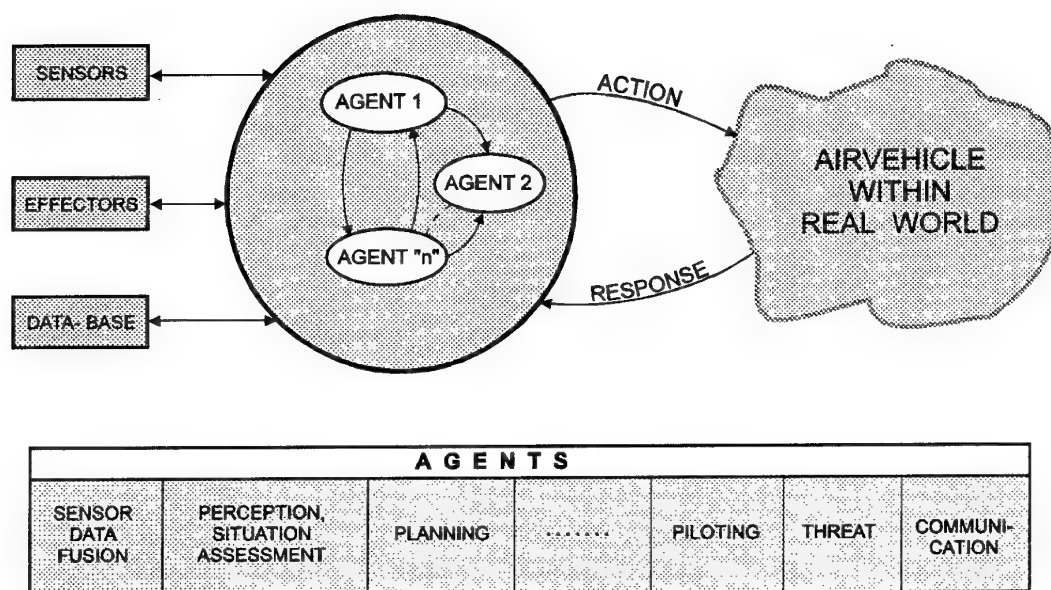 SENSORS
EFFECTORS
DATA- BASE
AGENT 1
AGENT 2
AGENT "n"
ACTION
RESPONSE
AIRVEHICLE
WITHIN
REAL WORLD
A G E N T S
SENSOR
DATA
FUSION
PERCEPTION,
SITUATION
ASSESSMENT
PLANNING
.......
PILOTING
THREAT
COMMUNI-
CATION